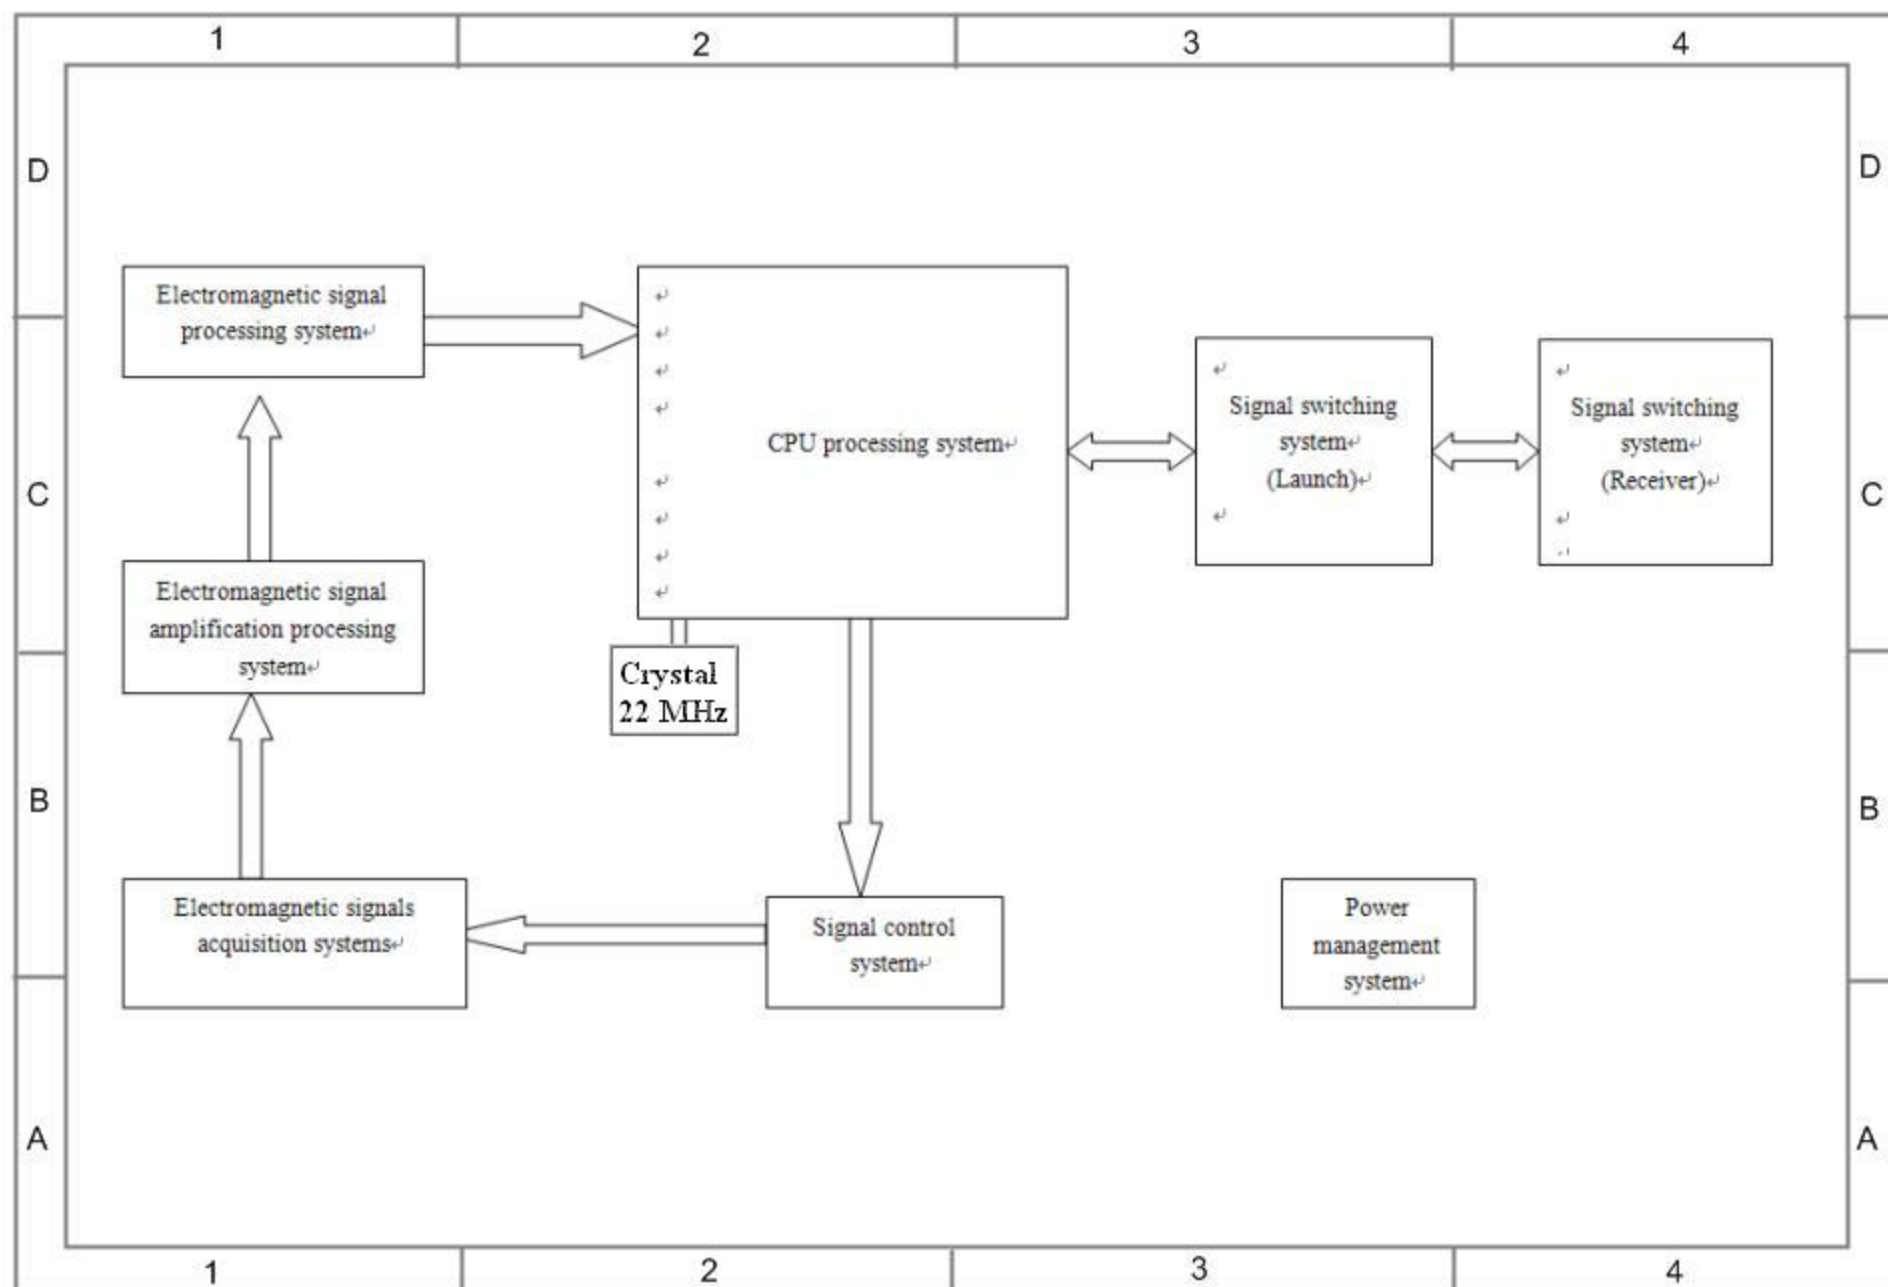 1 2 3 4
D D
Electromagnetic signal
processing system↵
Signal switching
system↵
(Launch)↵
Signal switching
system↵
(Receiver)↵
CPU processing system↵
C C
Electromagnetic signal
amplification processing
system↵
Crystal
22 MHz
B B
Electromagnetic signals
acquisition systems↵
Signal control
system↵
Power
management
system↵
A A
1 2 3 4